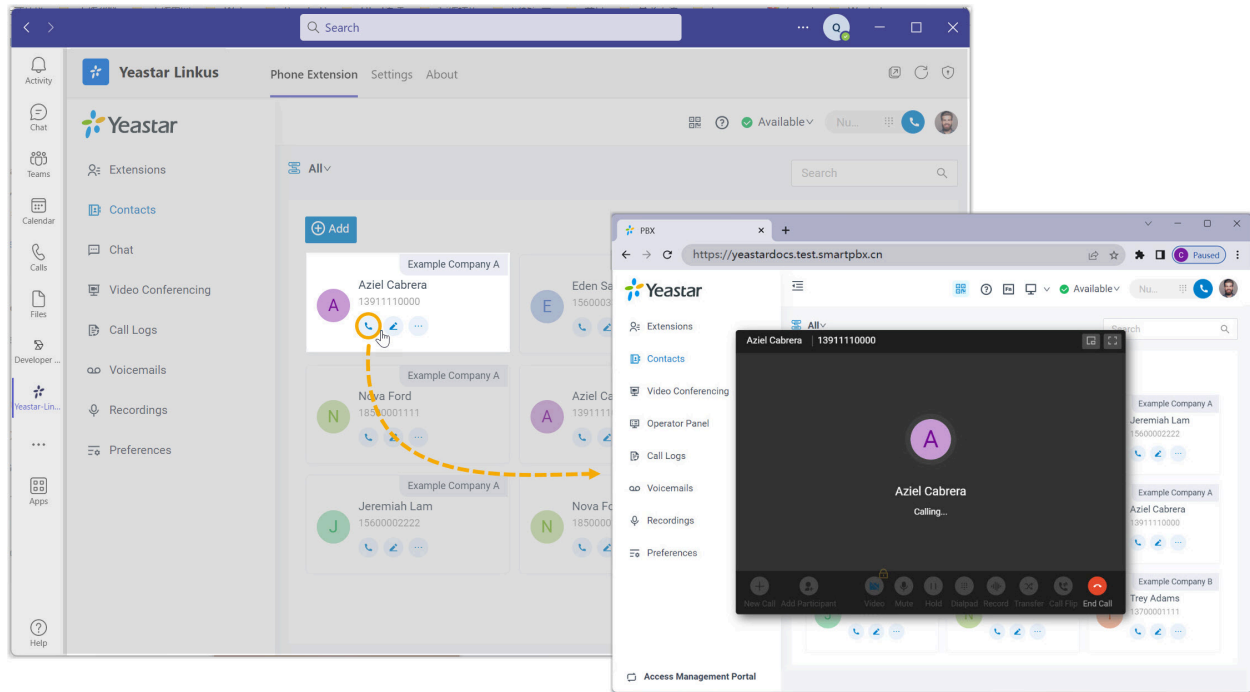 Search
Q
Activity
Chat
Teams
Calendar
Calls
Files
Developer ...
Yeastar-Lin...
Apps
Help
Yeastar Linkus
Phone Extension Settings About
Yeastar
Available
Nu...
Extensions
Contacts
Chat
Video Conferencing
Call Logs
Voicemails
Recordings
Preferences
All
Search
Add
Example Company A
A
Aziel Cabrera
13911110000
E
Eden Sa
1560003
Example Company A
N
Nova Ford
18500001111
A
Aziel Ca
1391111
Example Company A
J
Jeremiah Lam
15600002222
N
Nova Fo
185000
PBX
https://yeastardocs.test.smartpbx.cn
C Paused
Yeastar
Available
Nu...
Extensions
Contacts
Video Conferencing
Operator Panel
Call Logs
Voicemails
Recordings
Preferences
Access Management Portal
All
Search
Aziel Cabrera 13911110000
A
Aziel Cabrera
Calling...
New Call Add Participant Video Mute Hold Dialpad Record Transfer Call Flip End Call
Example Company A
Jeremiah Lam
15600002222
Example Company A
Aziel Cabrera
13911110000
Example Company B
Trey Adams
13700001111